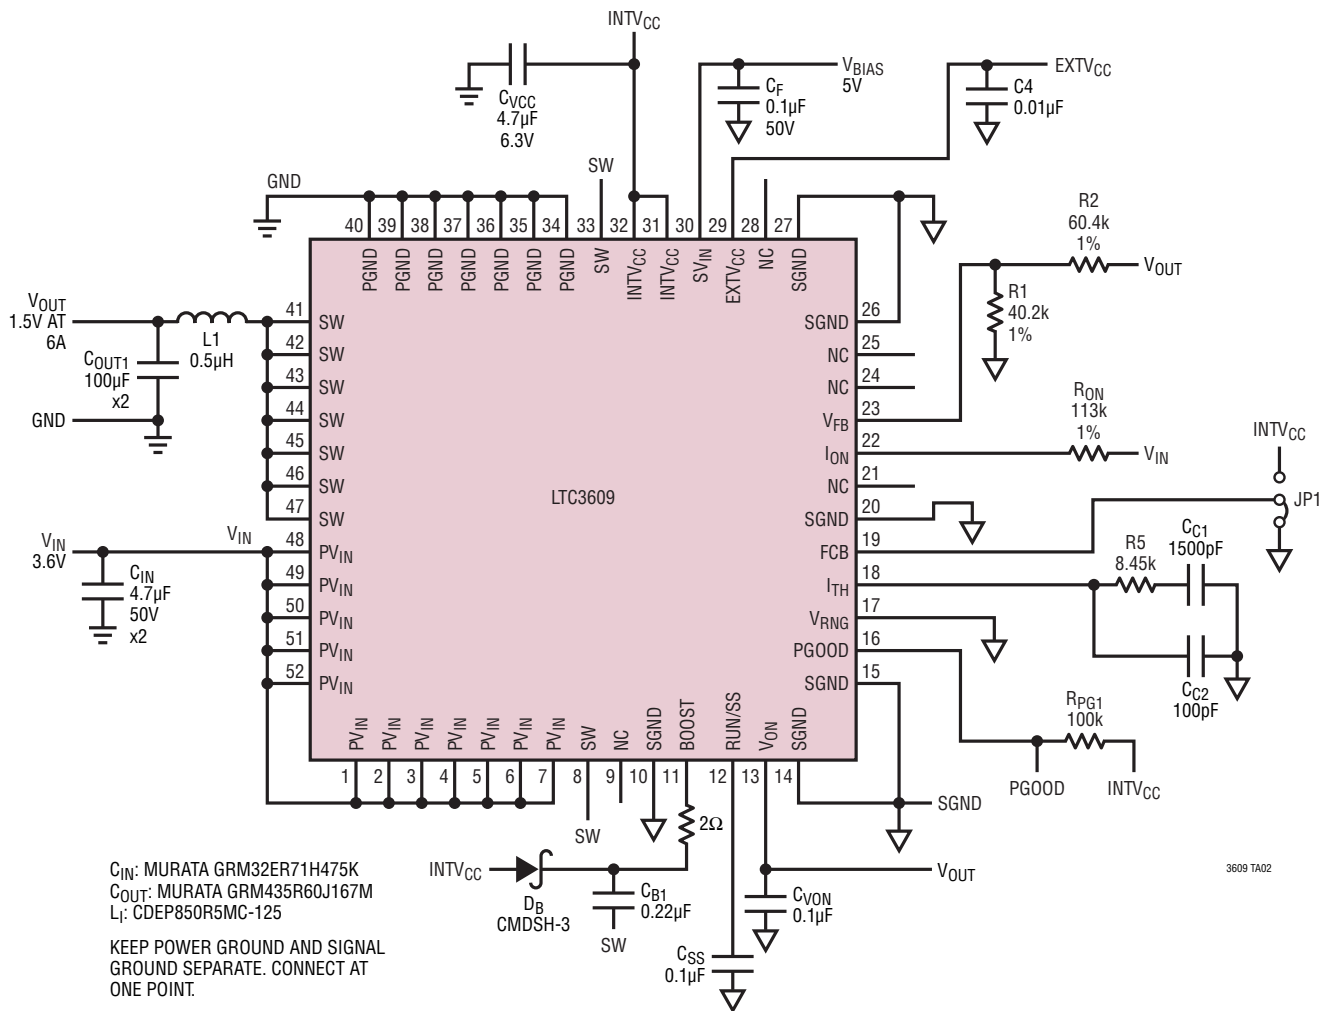 INTVCC
CVCC
4.7µF
6.3V
CF
0.1µF
50V
VBIAS
5V
EXTVCC
C4
0.01µF
GND
SW
40 39 38 37 36 35 34 33 32 31 30 29 28 27
PGND PGND PGND PGND PGND PGND PGND SW INTVCC INTVCC SVIN EXTVCC NC SGND
R2
60.4k
1%
VOUT
R1
40.2k
1%
VOUT
1.5V AT
6A
L1
0.5µH
COUT1
100µF
x2
GND
41 SW
42 SW
43 SW
44 SW
45 SW
46 SW
47 SW
48 PVIN
49 PVIN
50 PVIN
51 PVIN
52 PVIN
VIN
3.6V
VIN
CIN
4.7µF
50V
x2
LTC3609
SGND 26
NC 25
NC 24
VFB 23
ION 22
NC 21
SGND 20
FCB 19
ITH 18
VRNG 17
PGOOD 16
SGND 15
RON
113k
1%
VIN
INTVCC
JP1
R5
8.45k
CC1
1500pF
CC2
100pF
RPG1
100k
PGOOD
INTVCC
PVIN PVIN PVIN PVIN PVIN PVIN PVIN SW NC SGND BOOST RUN/SS VON SGND
1 2 3 4 5 6 7 8 9 10 11 12 13 14
SW
2Ω
SGND
INTVCC
DB
CMDSH-3
CB1
0.22µF
SW
CSS
0.1µF
CVON
0.1µF
VOUT
3609 TA02
CIN: MURATA GRM32ER71H475K
COUT: MURATA GRM435R60J167M
LI: CDEP850R5MC-125
KEEP POWER GROUND AND SIGNAL
GROUND SEPARATE. CONNECT AT
ONE POINT.